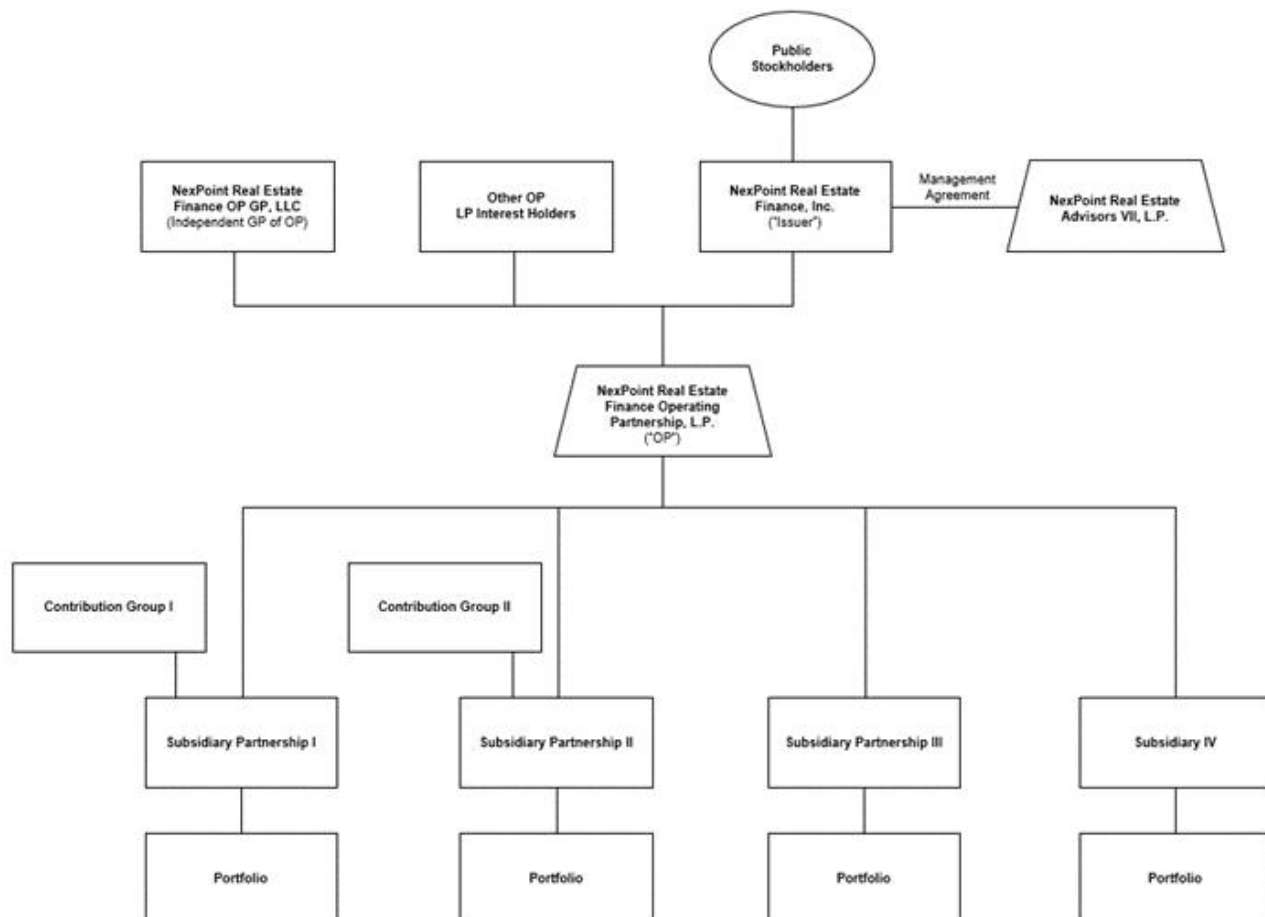 Public
Stockholders
NexPoint Real Estate
Finance OP GP, LLC
(Independent GP of OP)
Other OP
LP Interest Holders
NexPoint Real Estate
Finance, Inc.
("Issuer")
Management
Agreement
NexPoint Real Estate
Advisors VII, L.P.
NexPoint Real Estate
Finance Operating
Partnership, L.P.
("OP")
Contribution Group I
Contribution Group II
Subsidiary Partnership I
Subsidiary Partnership II
Subsidiary Partnership III
Subsidiary IV
Portfolio
Portfolio
Portfolio
Portfolio